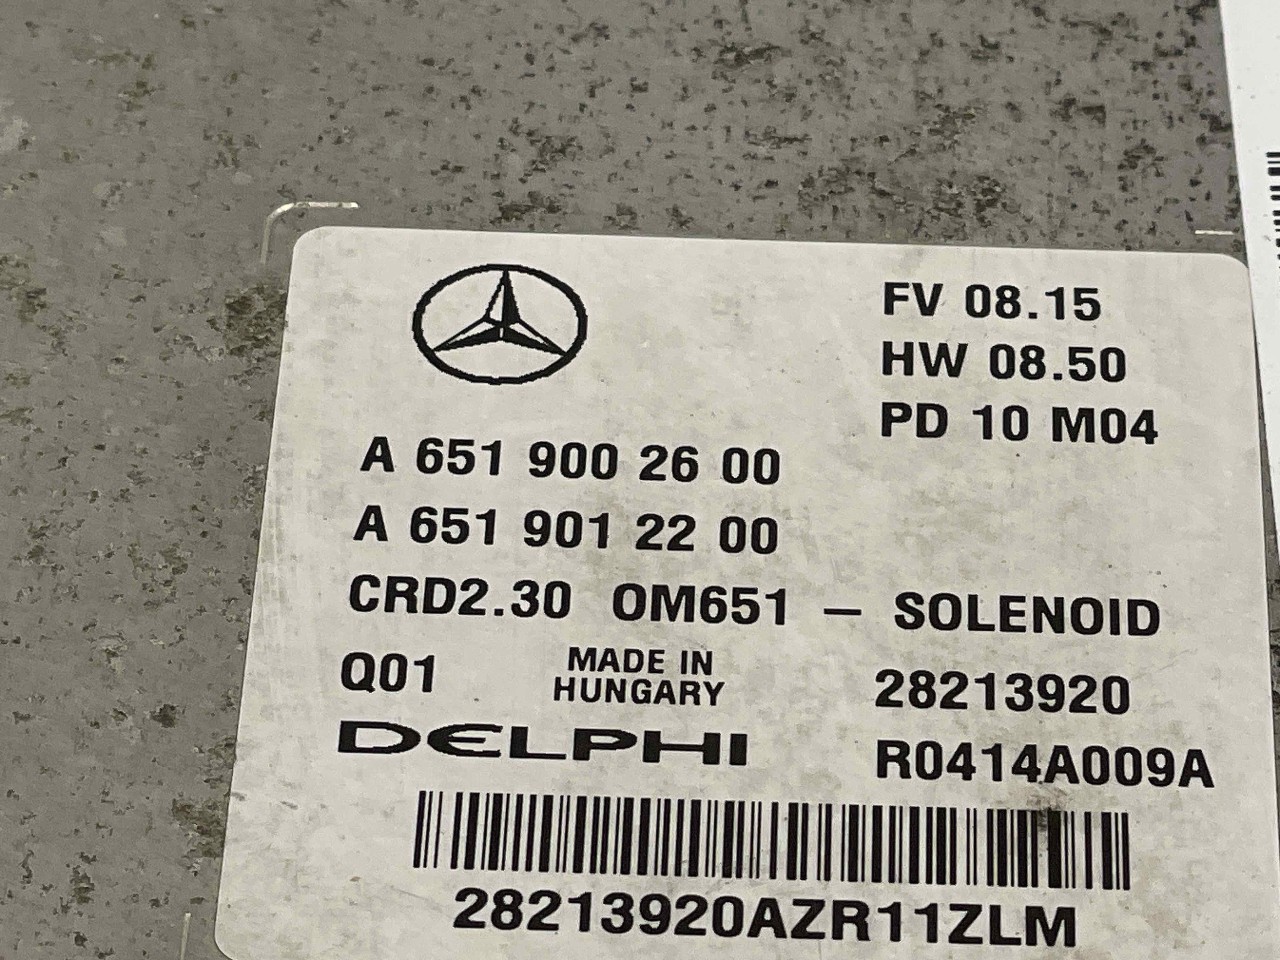 FV 08.15
HW 08.50
PD 10 M04
A 651 900 26 00
A 651 901 22 00
CRD2.30 OM651 – SOLENOID
Q01 MADE IN HUNGARY 28213920
DELPHI R0414A009A
28213920AZR11ZLM